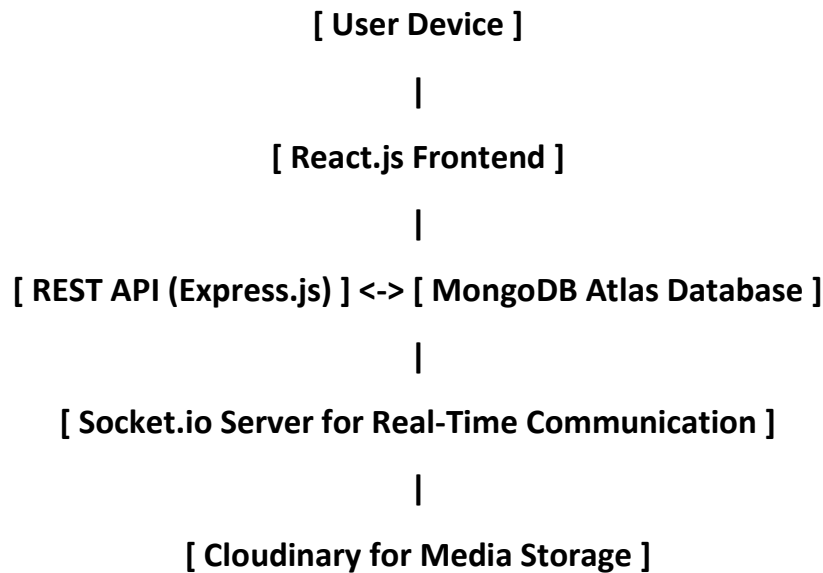 [ User Device ]
|
[ React.js Frontend ]
|
[ REST API (Express.js) ] <-> [ MongoDB Atlas Database ]
|
[ Socket.io Server for Real-Time Communication ]
|
[ Cloudinary for Media Storage ]